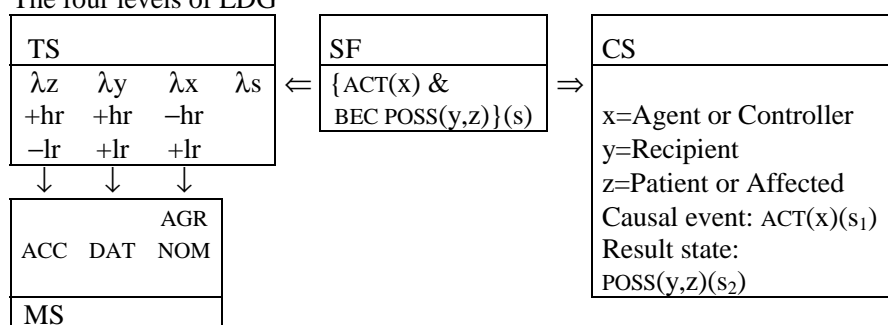 The four levels of LDG
TS
λz λy λx λs
+hr +hr −hr
−lr +lr +lr
↓ ↓ ↓
AGR
ACC DAT NOM
MS
⇐
SF
{ACT(x) &
BEC POSS(y,z)}(s)
⇒
CS
x=Agent or Controller
y=Recipient
z=Patient or Affected
Causal event: ACT(x)(s₁)
Result state:
POSS(y,z)(s₂)